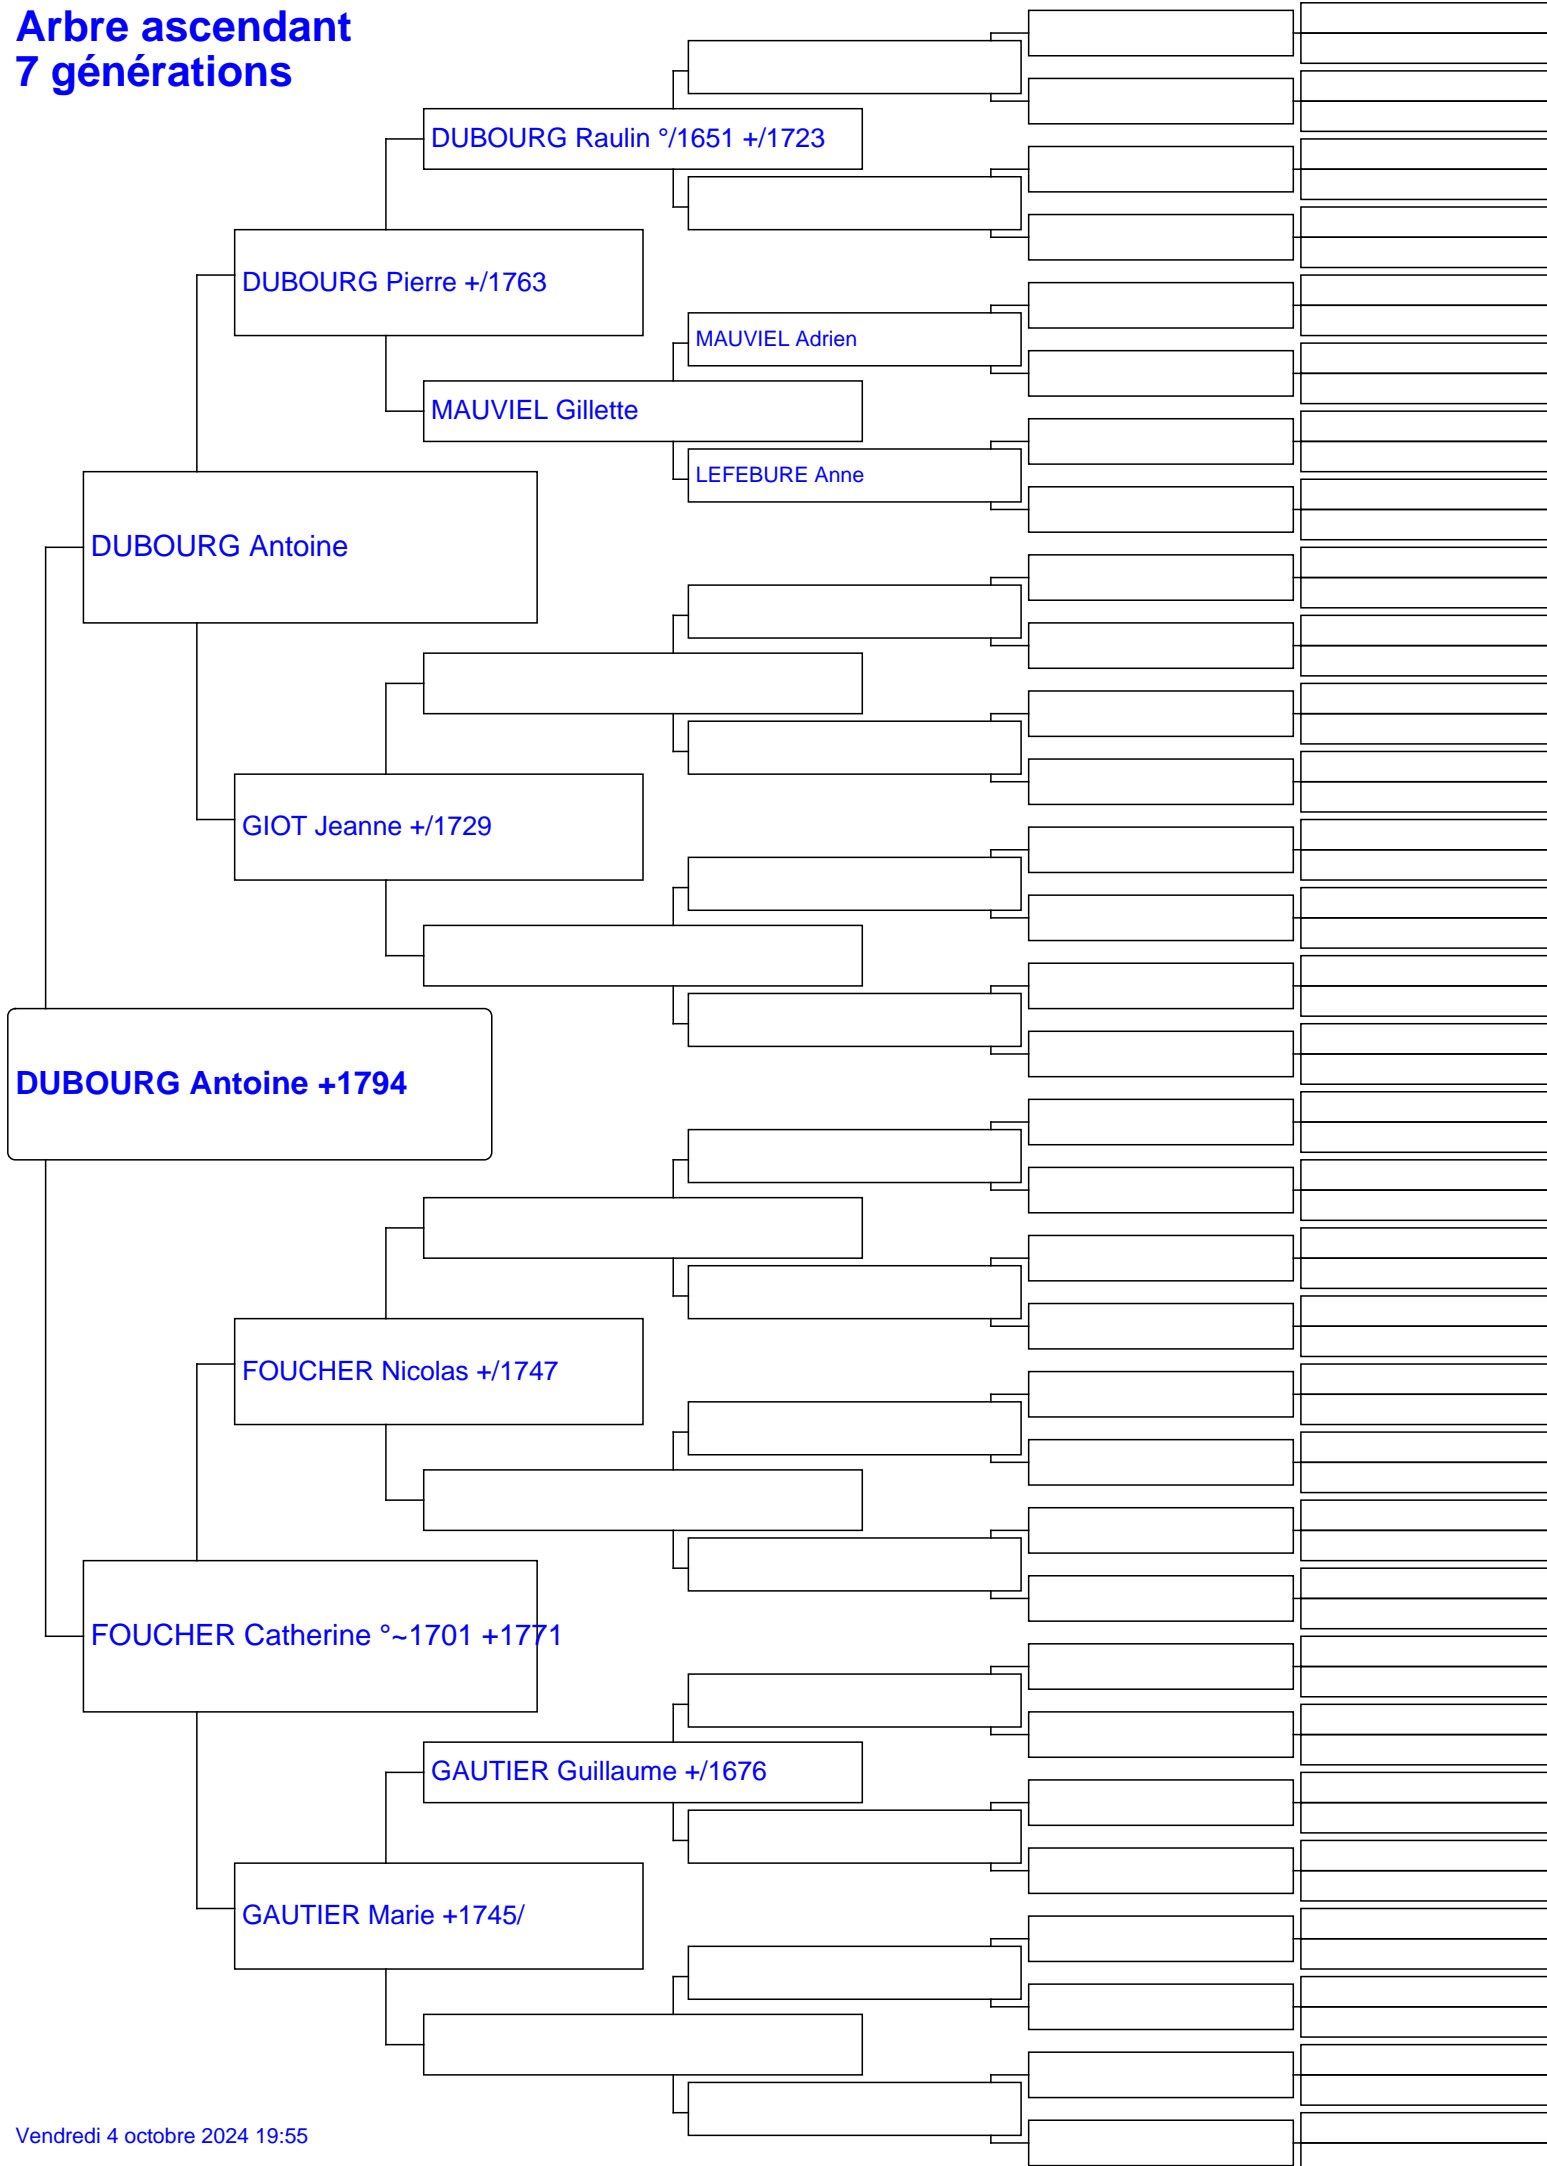 Arbre ascendant
7 générations
DUBOURG Raulin °/1651 +/1723
DUBOURG Pierre +/1763
MAUVIEL Adrien
MAUVIEL Gillette
LEFEBURE Anne
DUBOURG Antoine
GIOT Jeanne +/1729
DUBOURG Antoine +1794
FOUCHER Nicolas +/1747
FOUCHER Catherine °~1701 +1771
GAUTIER Guillaume +/1676
GAUTIER Marie +1745/
Vendredi 4 octobre 2024 19:55